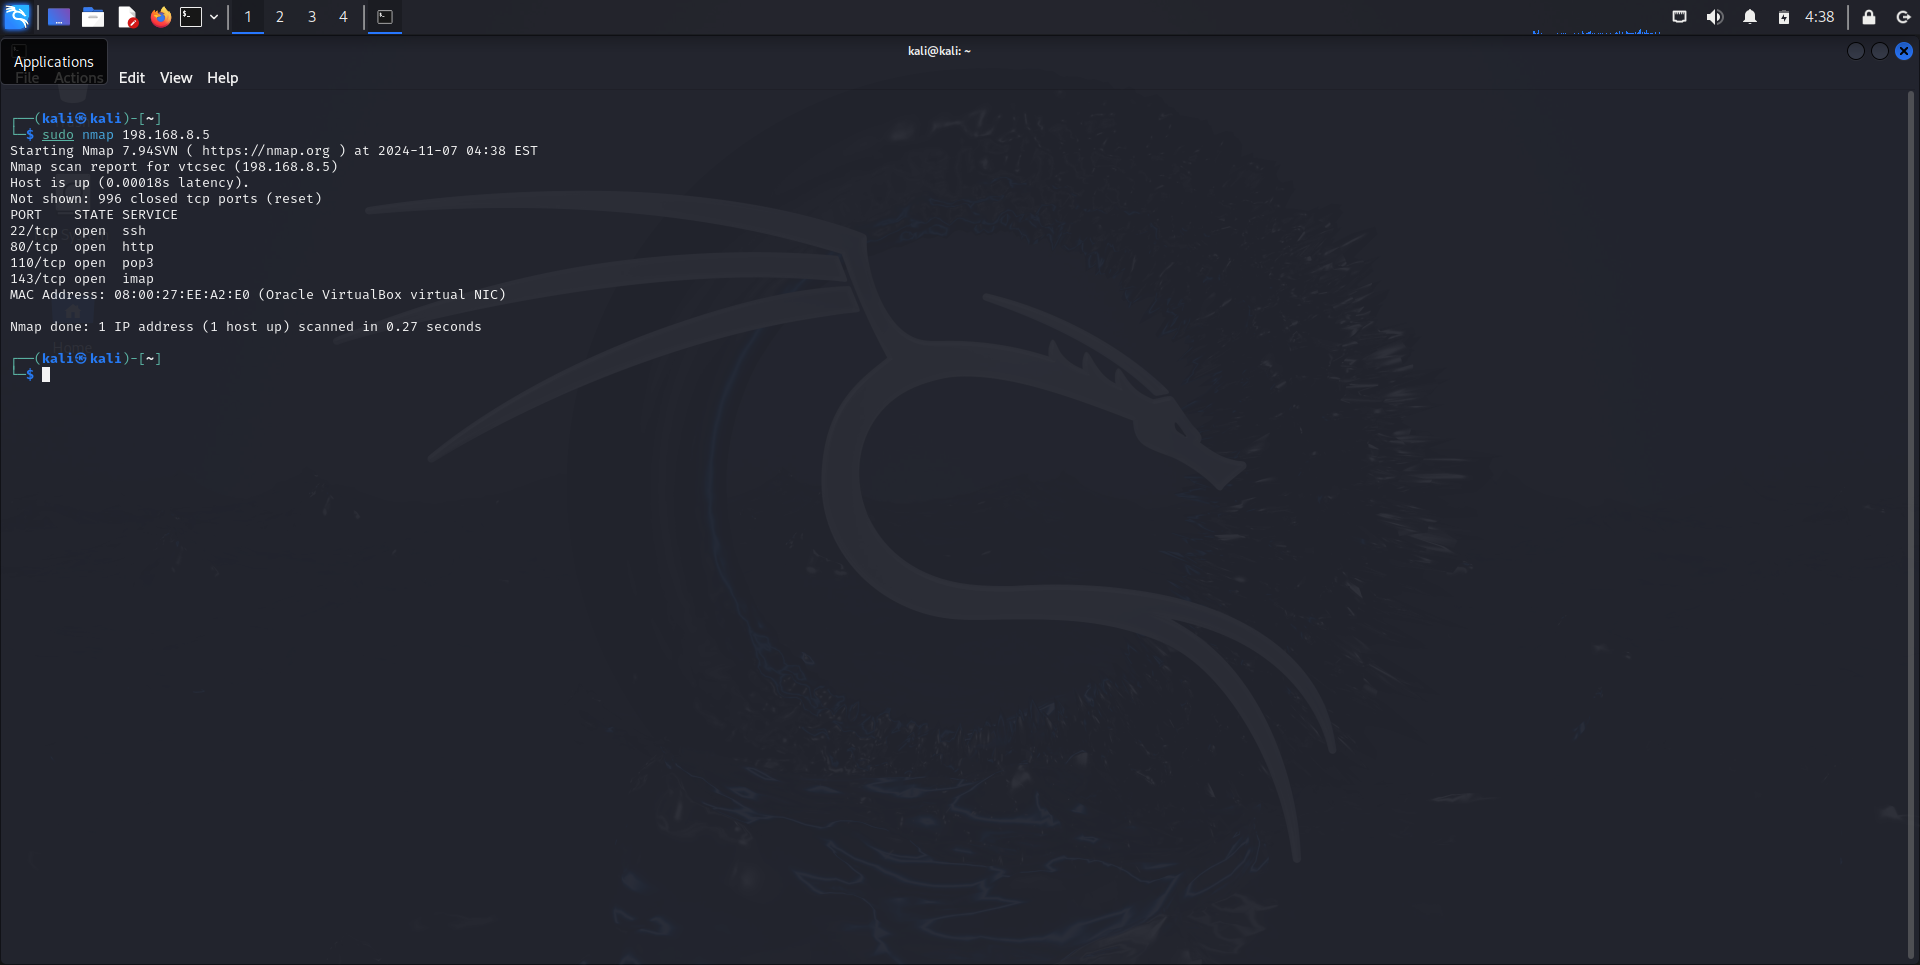 1 2 3 4 4:38
Applications
kali@kali: ~
File Actions Edit View Help
┌──(kali㉿kali)-[~]
└─$ sudo nmap 198.168.8.5
Starting Nmap 7.94SVN ( https://nmap.org ) at 2024-11-07 04:38 EST
Nmap scan report for vtcsec (198.168.8.5)
Host is up (0.00018s latency).
Not shown: 996 closed tcp ports (reset)
PORT    STATE SERVICE
22/tcp  open  ssh
80/tcp  open  http
110/tcp open  pop3
143/tcp open  imap
MAC Address: 08:00:27:EE:A2:E0 (Oracle VirtualBox virtual NIC)
Nmap done: 1 IP address (1 host up) scanned in 0.27 seconds
Home
┌──(kali㉿kali)-[~]
└─$